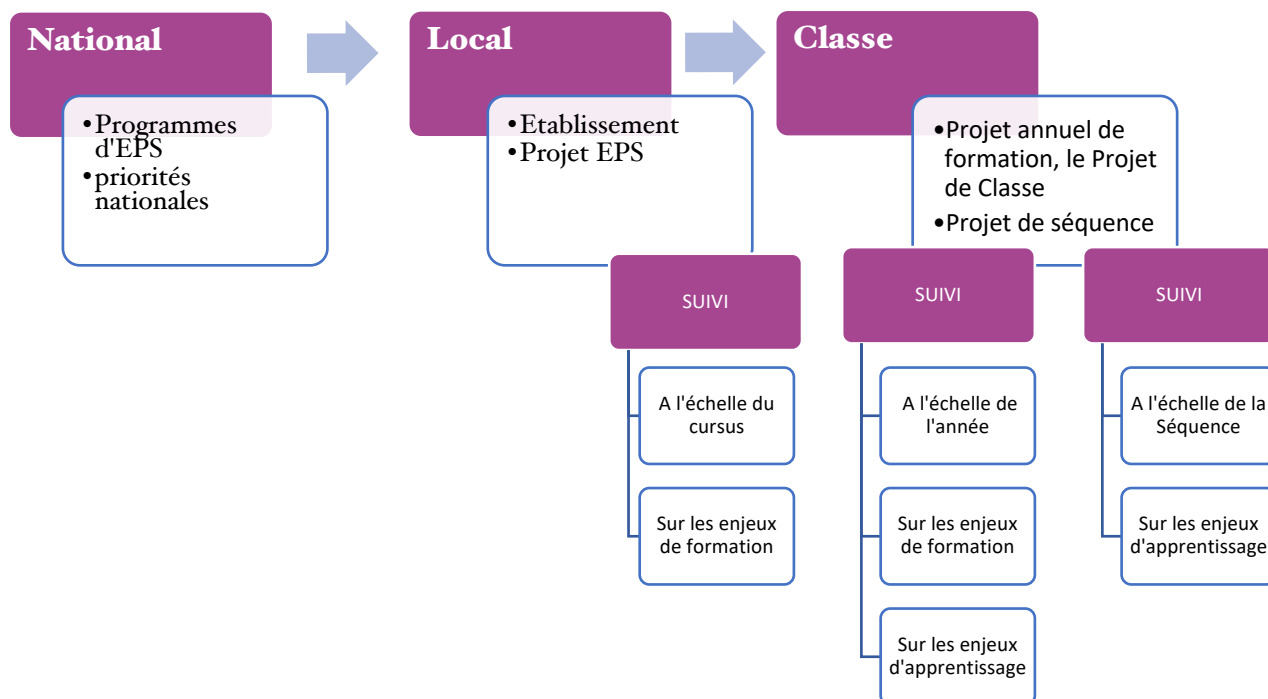 National
•Programmes
d'EPS
•priorités
nationales
Local
•Etablissement
•Projet EPS
Classe
•Projet annuel de
formation, le Projet
de Classe
•Projet de séquence
SUIVI
A l'échelle du
cursus
Sur les enjeux
de formation
SUIVI
A l'échelle de
l'année
Sur les enjeux
de formation
Sur les enjeux
d'apprentissage
SUIVI
A l'échelle de la
Séquence
Sur les enjeux
d'apprentissage